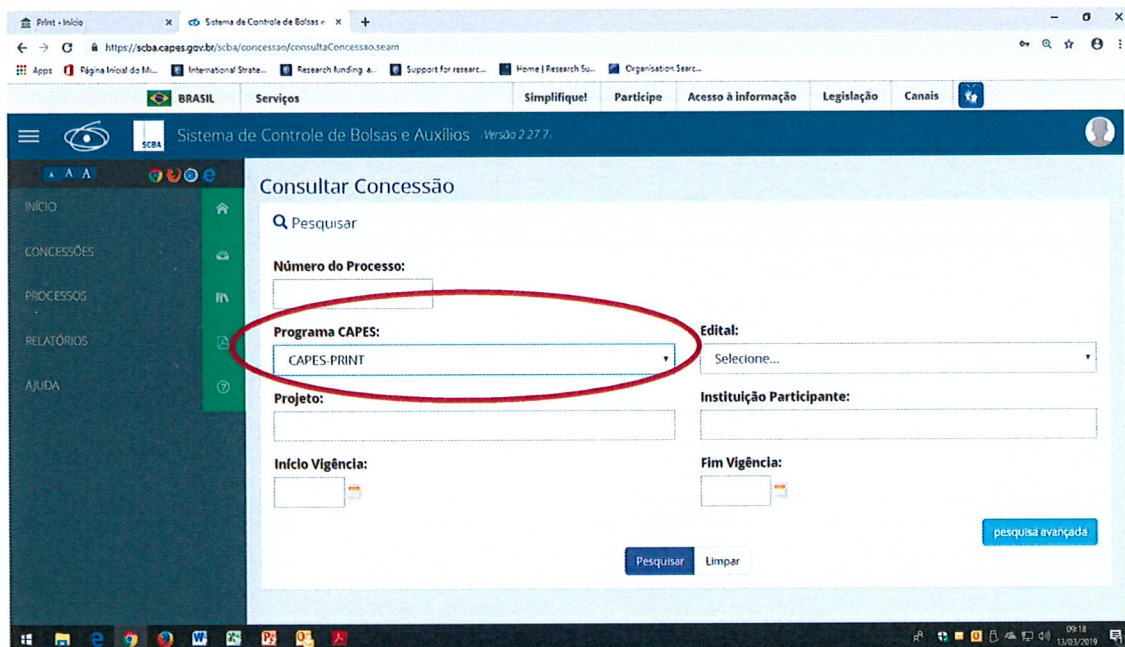 Print - Início
Sistema de Controle de Bolsas e
https://scba.capes.gov.br/scba/concessao/consultaConcessao.seam
Apps Página Inicial do Mi... International Strate... Research funding a... Support for researc... Home | Research Su... Organisation Searc...
BRASIL Serviços Simplifique! Participe Acesso à informação Legislação Canais
SCBA Sistema de Controle de Bolsas e Auxílios Versão 2.27.7
A A A
INÍCIO
CONCESSÕES
PROCESSOS
RELATÓRIOS
AJUDA
Consultar Concessão
Pesquisar
Número do Processo:
Programa CAPES: Edital:
CAPES-PRINT Selecione...
Projeto: Instituição Participante:
Início Vigência: Fim Vigência:
pesquisa avançada
Pesquisar Limpar
09:18
13/03/2019